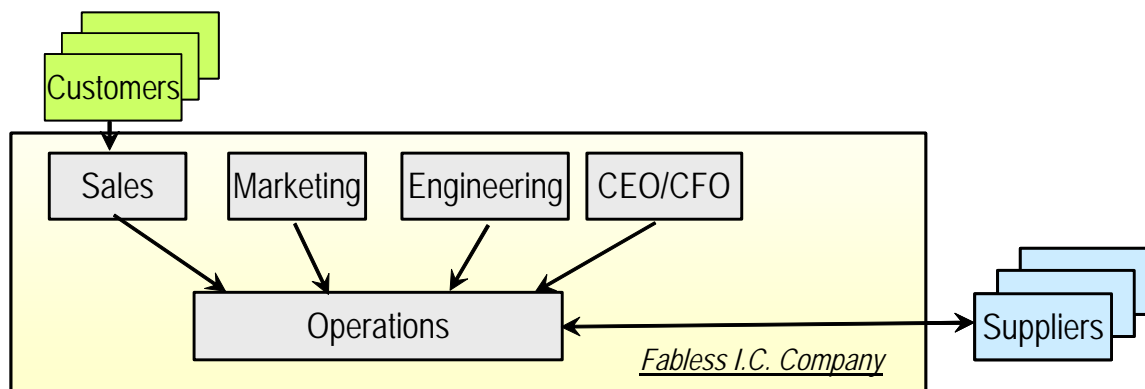 Customers
Sales
Marketing
Engineering
CEO/CFO
Operations
Suppliers
Fabless I.C. Company